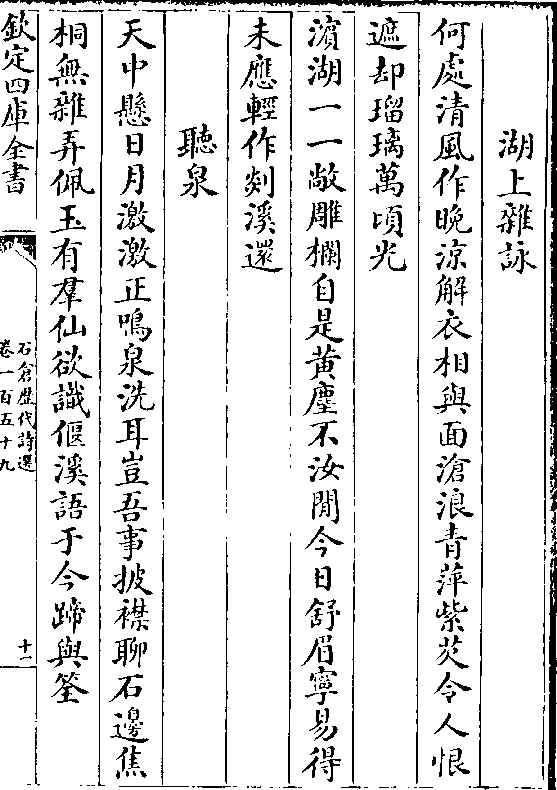 湖上雜詠
何處清風作晚涼解衣相與面滄浪青萍紫芡令人恨
遮却瑠璃萬頃光
濵湖一一敞雕欄自是黄塵不汝閒今日舒眉寧易得
未應輕作剡溪還
聽泉
天中懸日月激激正鳴泉洗耳豈吾事披襟聊石邊焦
桐無雜弄佩玉有羣仙欲識偃溪語于今蹄與筌
欽定四庫全書
石倉歷代詩選
卷一百五十九
十一